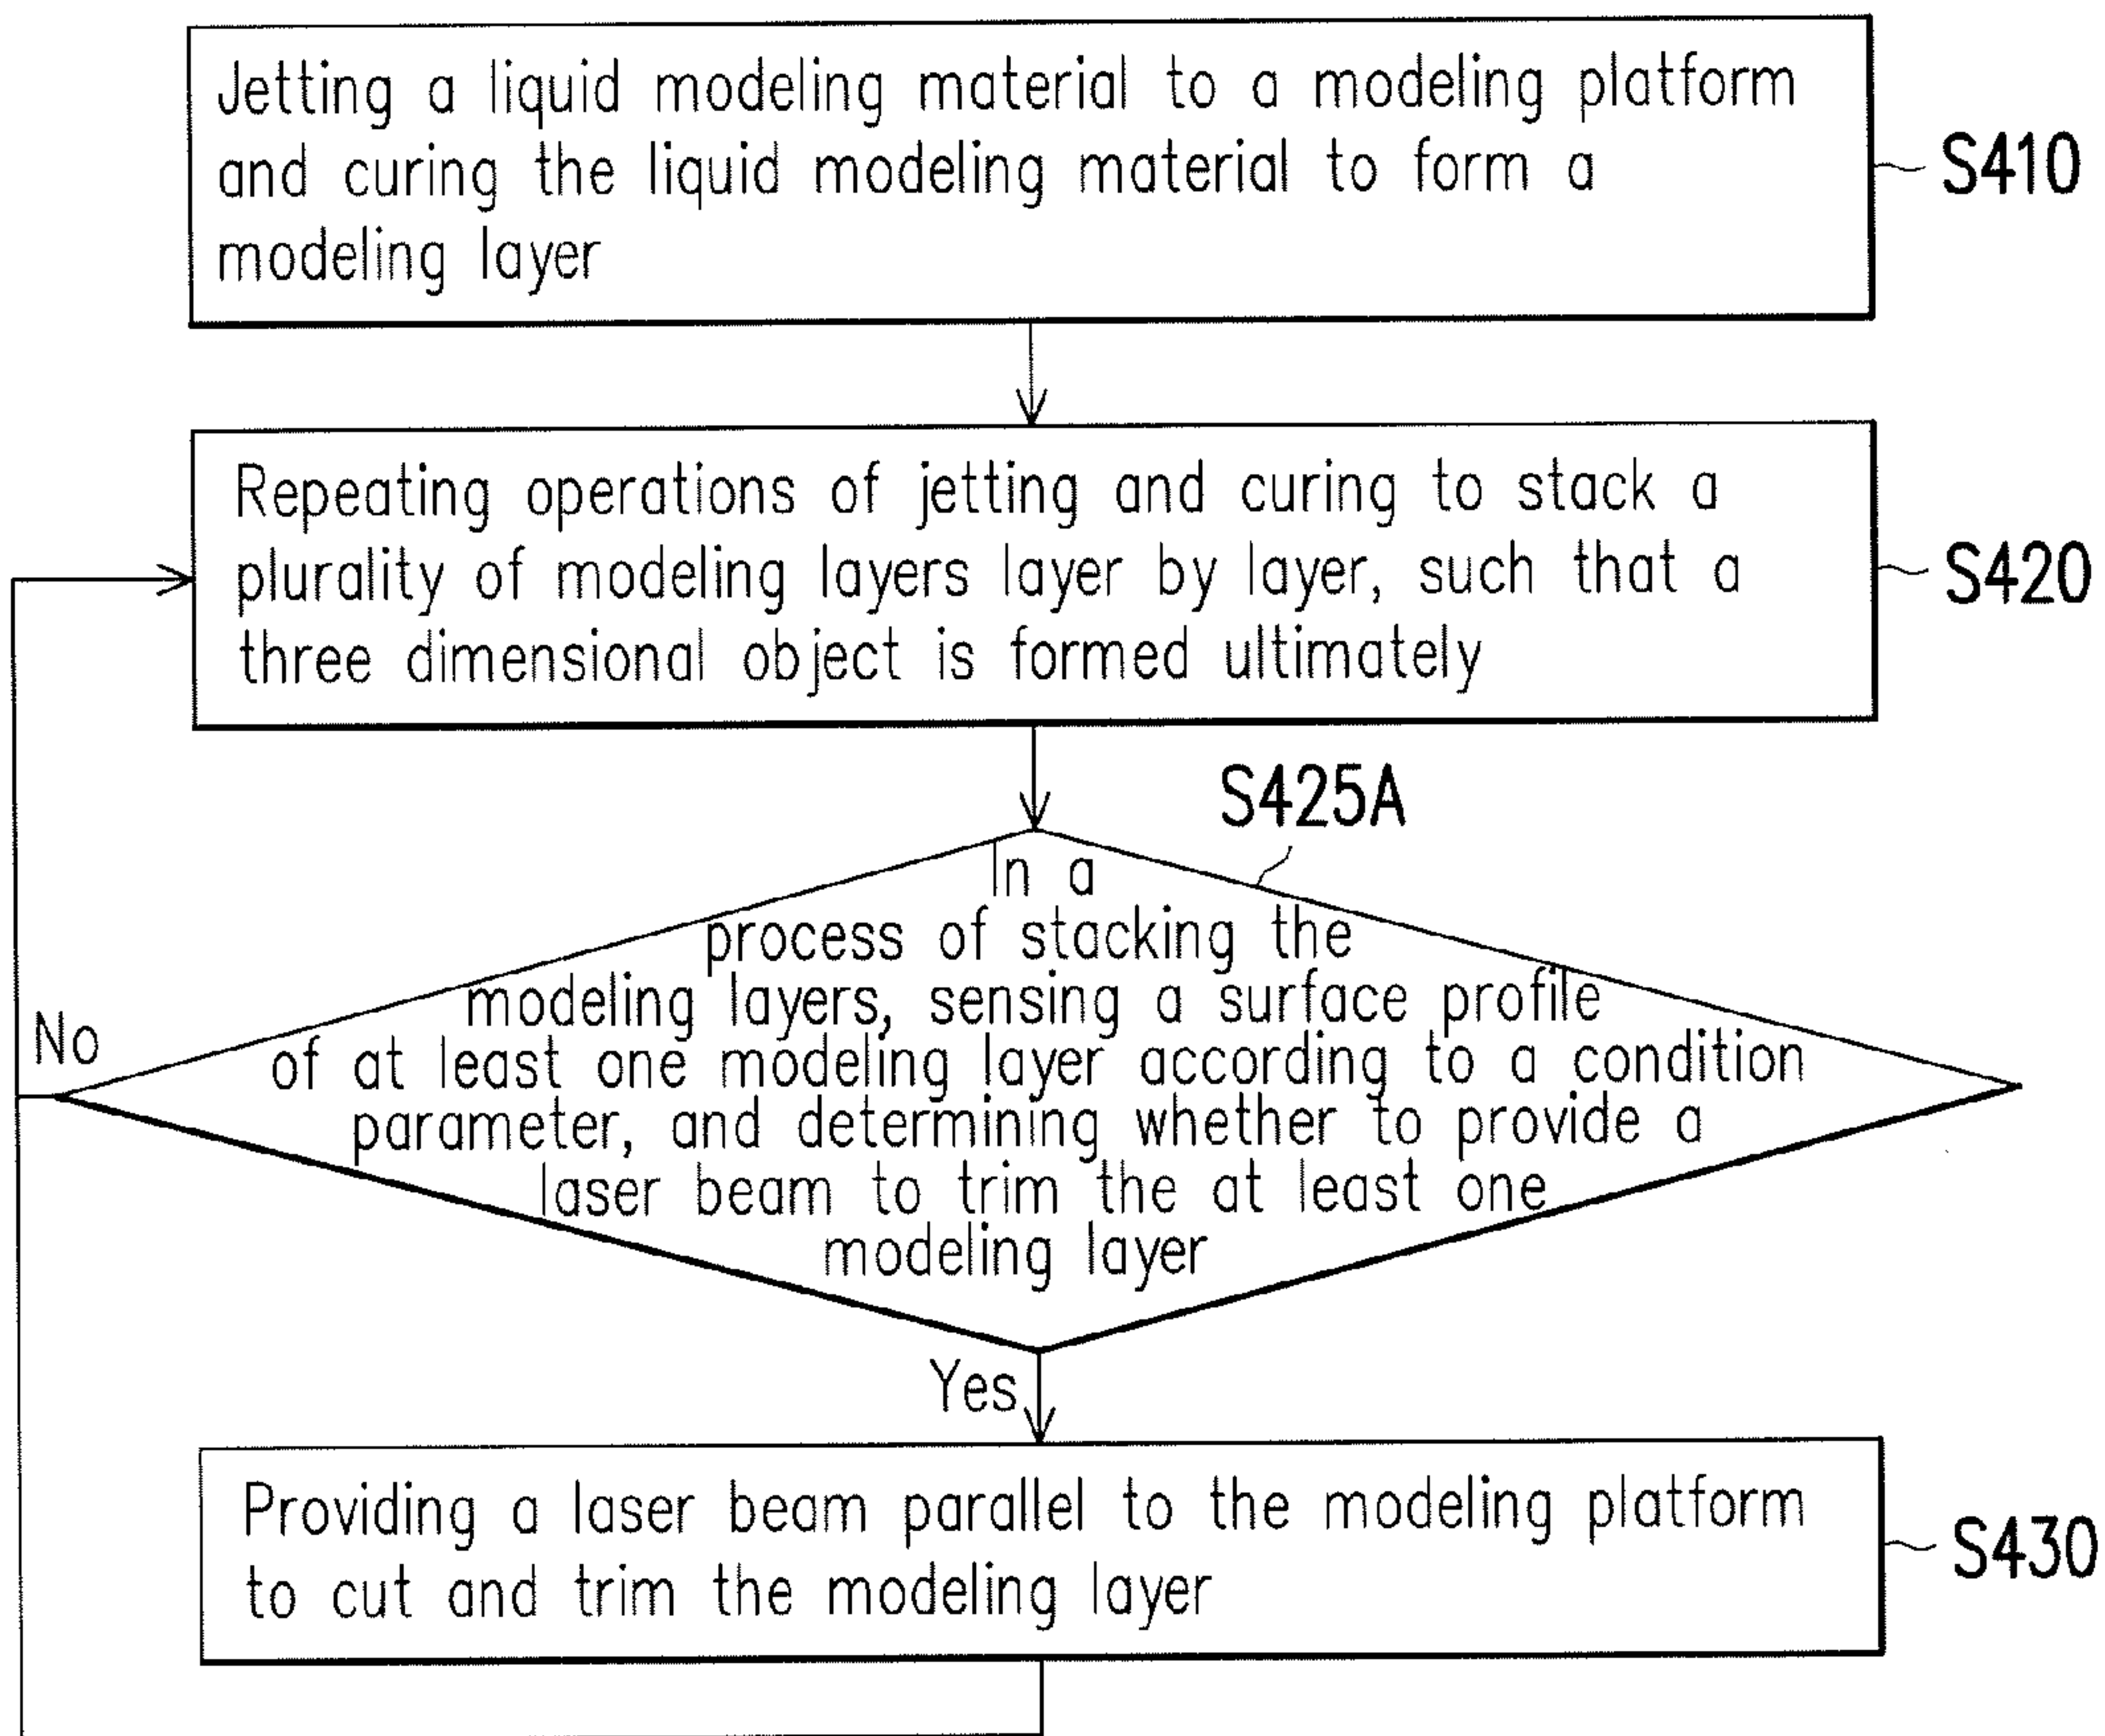 Jetting a liquid modeling material to a modeling platform
and curing the liquid modeling material to form a
modeling layer
S410
Repeating operations of jetting and curing to stack a
plurality of modeling layers layer by layer, such that a
three dimensional object is formed ultimately
S420
S425A
In a
process of stacking the
modeling layers, sensing a surface profile
of at least one modeling layer according to a condition
parameter, and determining whether to provide a
laser beam to trim the at least one
modeling layer
No
Yes
Providing a laser beam parallel to the modeling platform
to cut and trim the modeling layer
S430